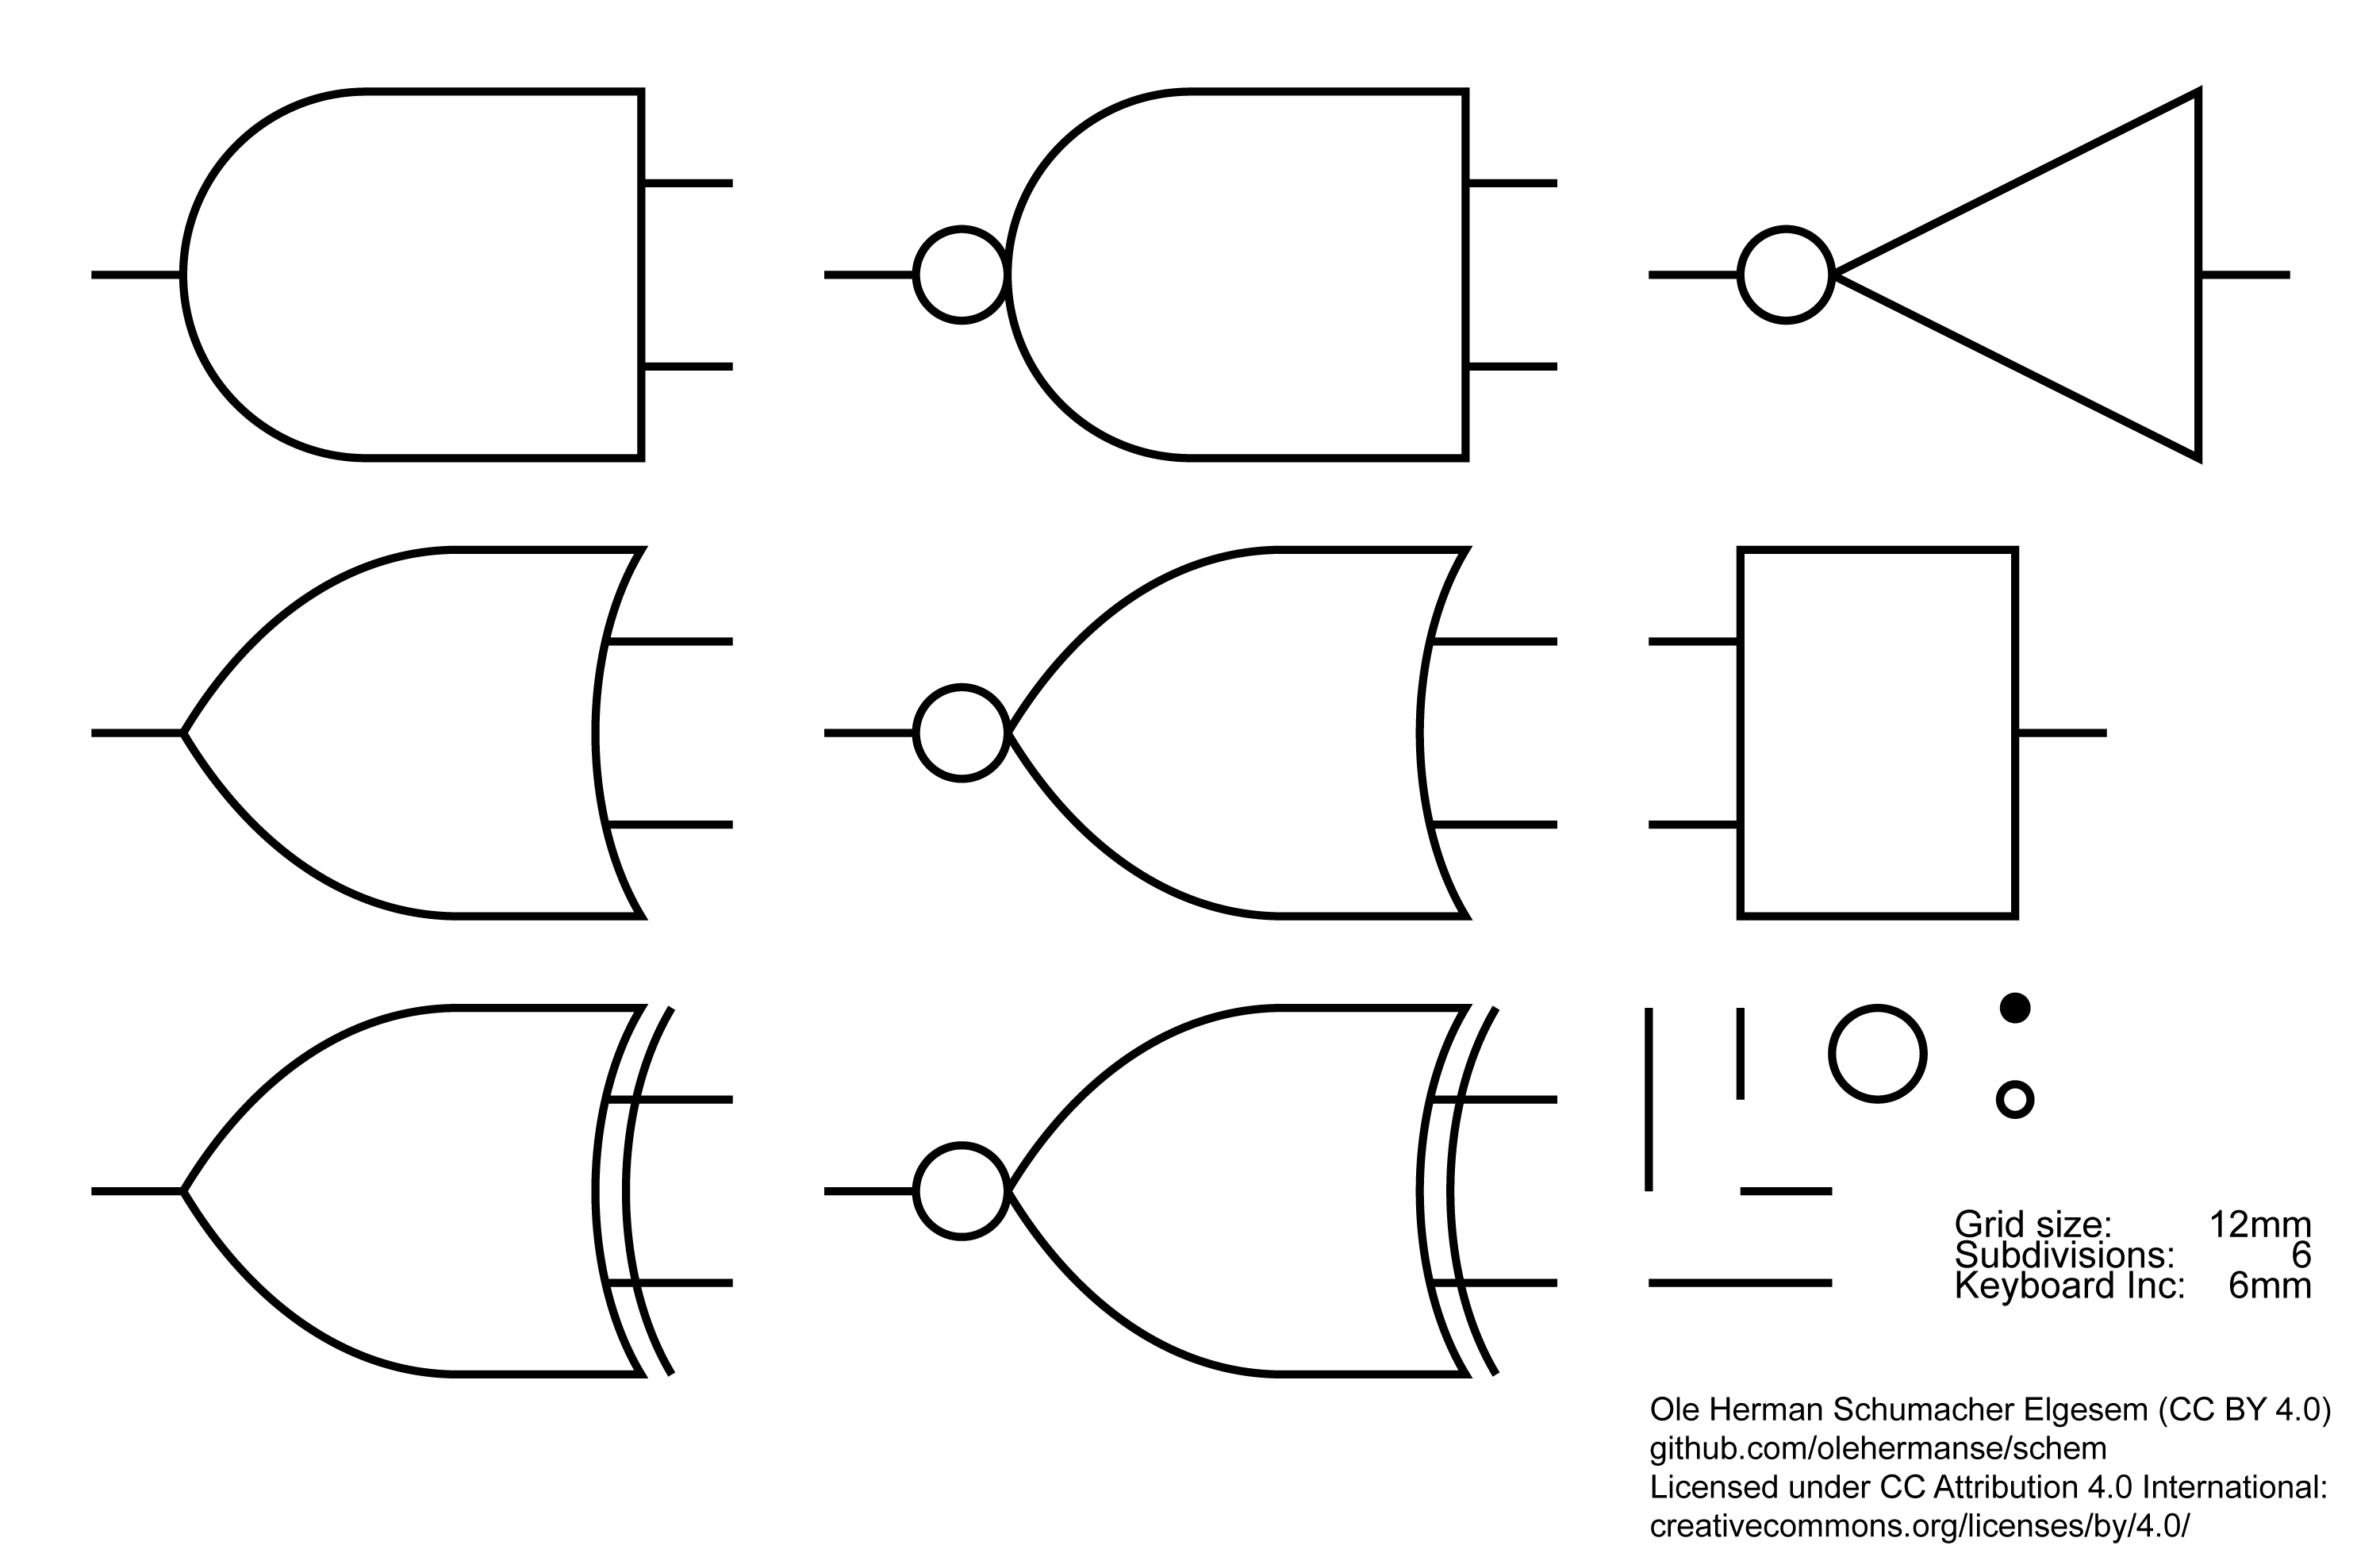 Grid size: 12mm
Subdivisions: 6
Keyboard Inc: 6mm
Ole Herman Schumacher Elgesem (CC BY 4.0)
github.com/olehermanse/schem
Licensed under CC Attribution 4.0 International:
creativecommons.org/licenses/by/4.0/